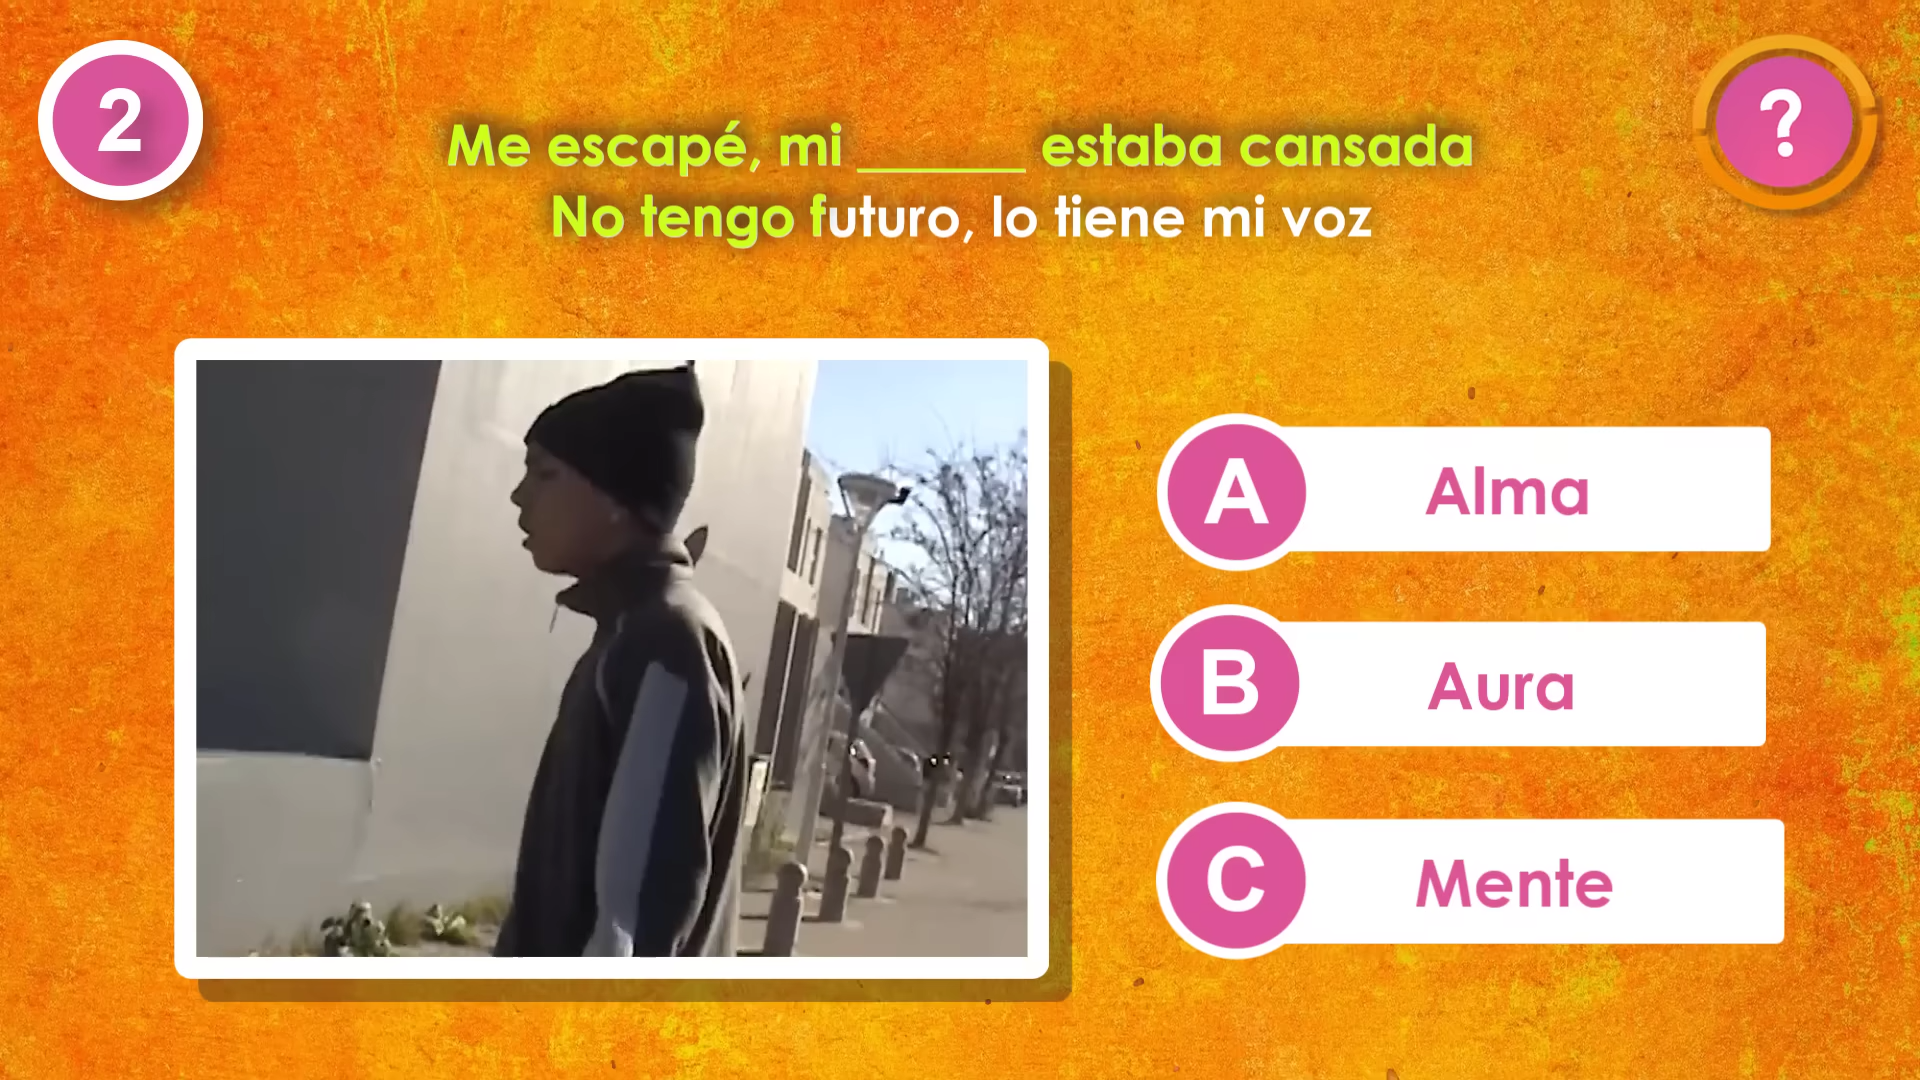 2
?
Me escapé, mi ______ estaba cansada
No tengo futuro, lo tiene mi voz
A Alma
B Aura
C Mente